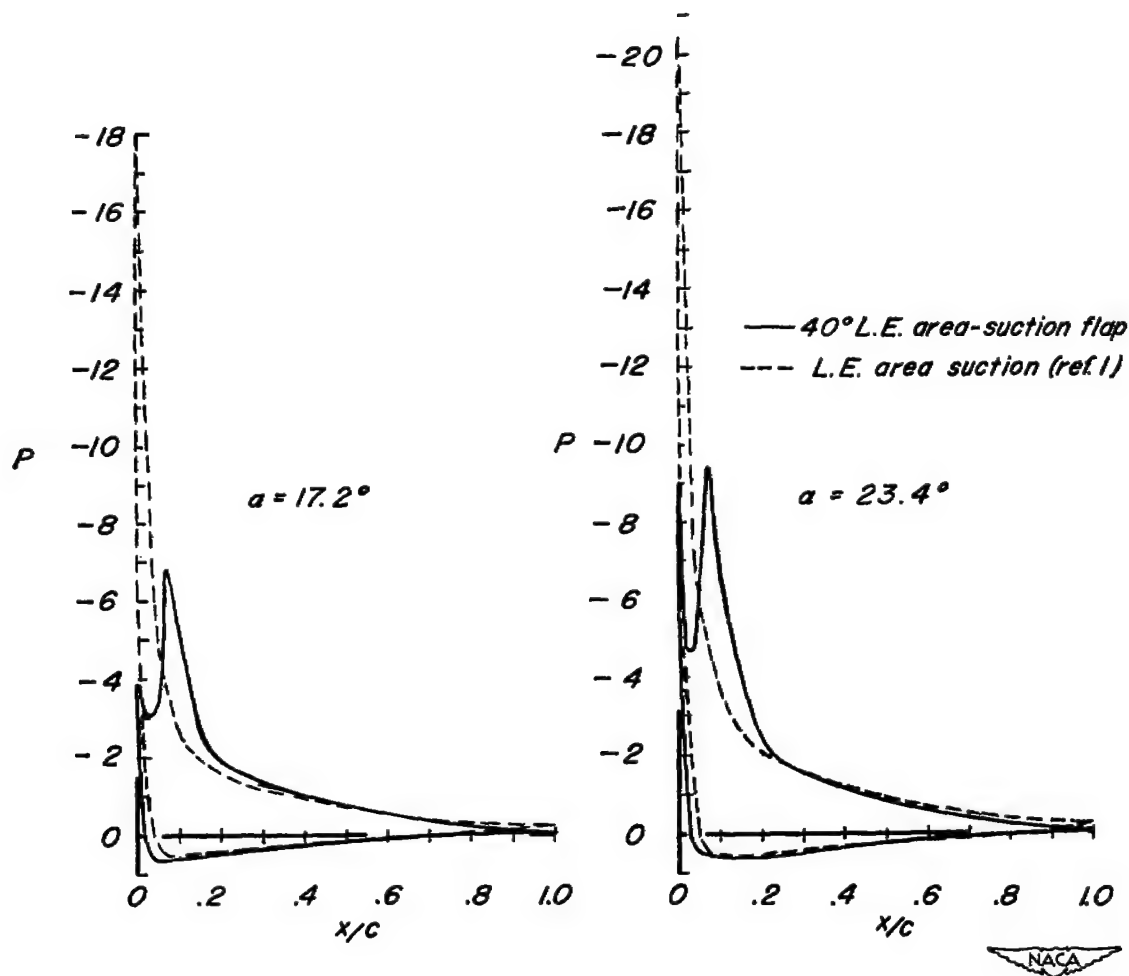 -18
-16
-14
-12
-10
-8
-6
-4
-2
0
P
α = 17.2°
0 .2 .4 .6 .8 1.0
x/c
-20
-18
-16
-14
-12
P -10
-8
-6
-4
-2
0
40° L.E. area-suction flap
L.E. area suction (ref. 1)
α = 23.4°
0 .2 .4 .6 .8 1.0
x/c
NACA